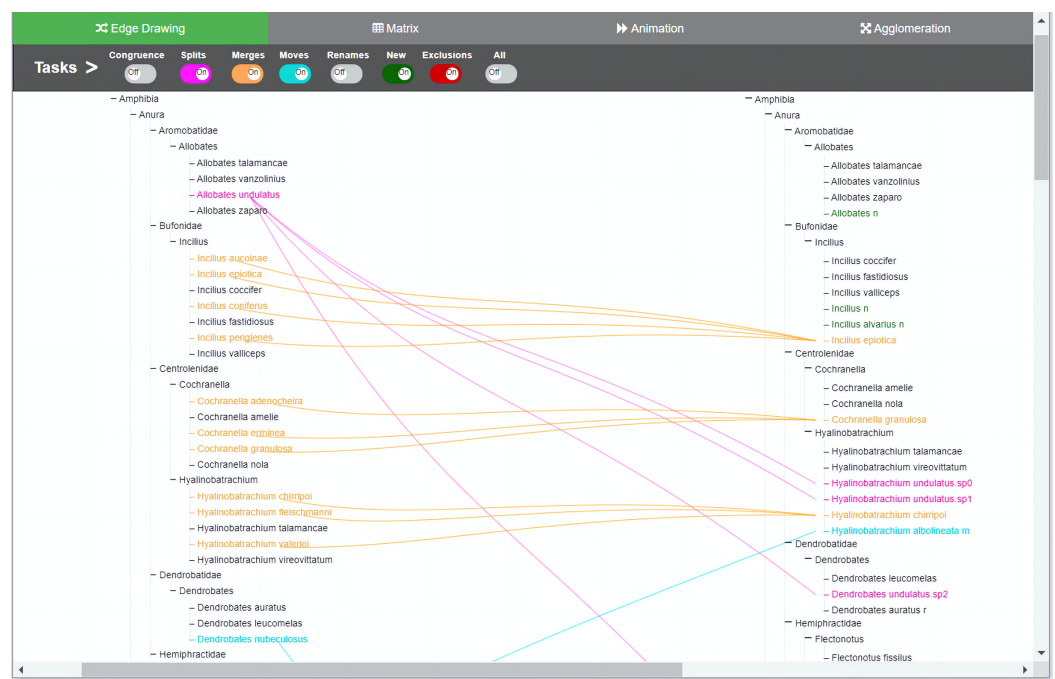 Edge Drawing
Matrix
Animation
Agglomeration
Tasks >
Congruence
Splits
Merges
Moves
Renames
New
Exclusions
All
Off
On
On
On
Off
On
On
Off
– Amphibia
– Anura
– Aromobatidae
– Allobates
– Allobates talamancae
– Allobates vanzolinius
– Allobates undulatus
– Allobates zaparo
– Bufonidae
– Incilius
– Incilius aucoinae
– Incilius epiotica
– Incilius coccifer
– Incilius coniferus
– Incilius fastidiosus
– Incilius periglenes
– Incilius valliceps
– Centrolenidae
– Cochranella
– Cochranella adenocheira
– Cochranella amelie
– Cochranella erminea
– Cochranella granulosa
– Cochranella nola
– Hyalinobatrachium
– Hyalinobatrachium chirripoi
– Hyalinobatrachium fleischmanni
– Hyalinobatrachium talamancae
– Hyalinobatrachium valerioi
– Hyalinobatrachium vireovittatum
– Dendrobatidae
– Dendrobates
– Dendrobates auratus
– Dendrobates leucomelas
– Dendrobates nubeculosus
– Hemiphractidae
– Amphibia
– Anura
– Aromobatidae
– Allobates
– Allobates talamancae
– Allobates vanzolinius
– Allobates zaparo
– Allobates n
– Bufonidae
– Incilius
– Incilius coccifer
– Incilius fastidiosus
– Incilius valliceps
– Incilius n
– Incilius alvarius n
– Incilius epiotica
– Centrolenidae
– Cochranella
– Cochranella amelie
– Cochranella nola
– Cochranella granulosa
– Hyalinobatrachium
– Hyalinobatrachium talamancae
– Hyalinobatrachium vireovittatum
– Hyalinobatrachium undulatus.sp0
– Hyalinobatrachium undulatus.sp1
– Hyalinobatrachium chirripoi
– Hyalinobatrachium albolineata m
– Dendrobatidae
– Dendrobates
– Dendrobates leucomelas
– Dendrobates undulatus.sp2
– Dendrobates auratus r
– Hemiphractidae
– Flectonotus
– Flectonotus fissilus